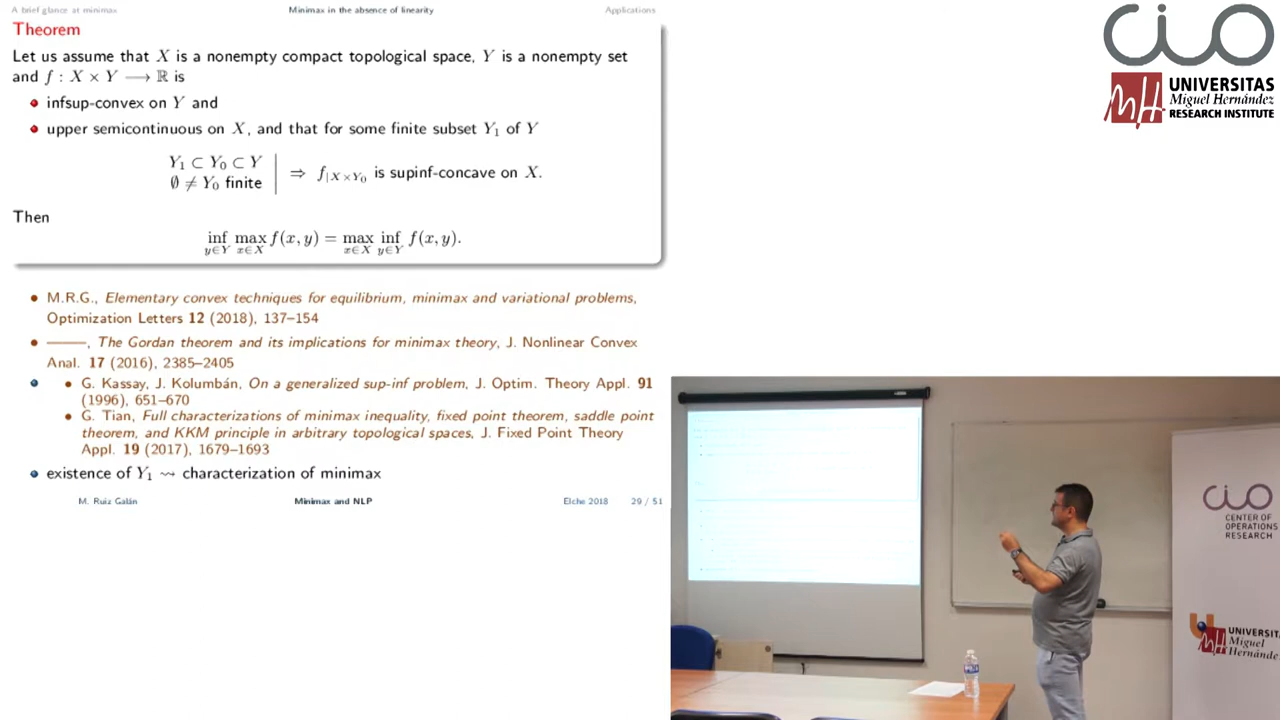 A brief glance at minimax Minimax in the absence of linearity Applications
Theorem
Let us assume that X is a nonempty compact topological space, Y is a nonempty set
and f : X × Y ⟶ ℝ is
• infsup-convex on Y and
• upper semicontinuous on X, and that for some finite subset Y₁ of Y
Y₁ ⊂ Y₀ ⊂ Y
∅ ≠ Y₀ finite | ⇒ f|X×Y₀ is supinf-concave on X.
Then
inf max f(x, y) = max inf f(x, y).
y∈Y x∈X x∈X y∈Y
• M.R.G., Elementary convex techniques for equilibrium, minimax and variational problems,
Optimization Letters 12 (2018), 137–154
• ———, The Gordan theorem and its implications for minimax theory, J. Nonlinear Convex
Anal. 17 (2016), 2385–2405
• • G. Kassay, J. Kolumbán, On a generalized sup-inf problem, J. Optim. Theory Appl. 91
(1996), 651–670
• G. Tian, Full characterizations of minimax inequality, fixed point theorem, saddle point
theorem, and KKM principle in arbitrary topological spaces, J. Fixed Point Theory
Appl. 19 (2017), 1679–1693
• existence of Y₁ ⇝ characterization of minimax
M. Ruiz Galán Minimax and NLP Elche 2018 29 / 51
cio
UNIVERSITAS
Miguel Hernández
RESEARCH INSTITUTE
cio
CENTER OF
OPERATIONS
RESEARCH
UNIVERSITA
Miguel
Hernánde